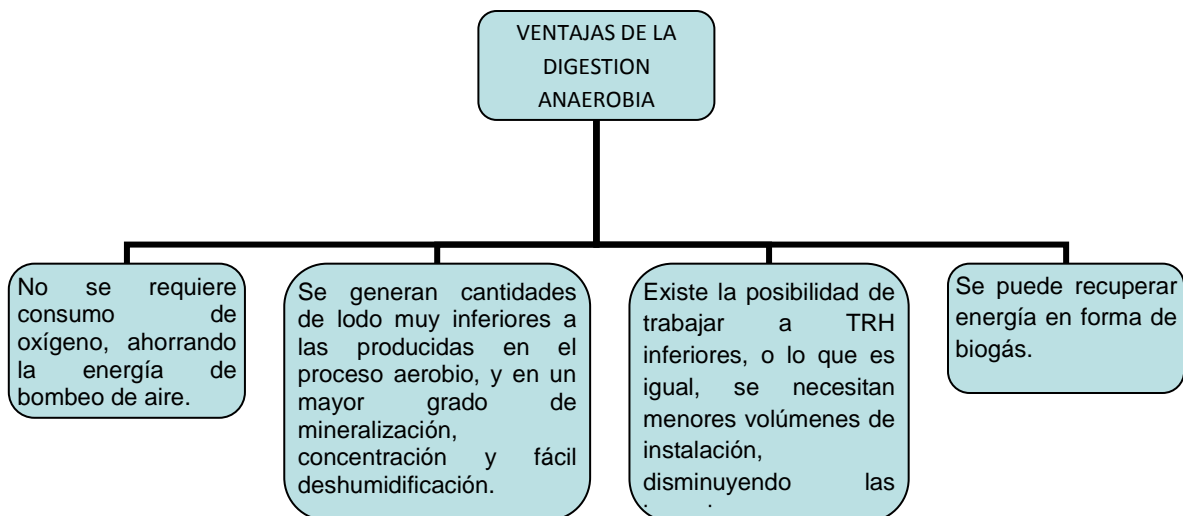 VENTAJAS DE LA
DIGESTION
ANAEROBIA
No se requiere
consumo de
oxígeno, ahorrando
la energía de
bombeo de aire.
Se generan cantidades
de lodo muy inferiores a
las producidas en el
proceso aerobio, y en un
mayor grado de
mineralización,
concentración y fácil
deshumidificación.
Existe la posibilidad de
trabajar a TRH
inferiores, o lo que es
igual, se necesitan
menores volúmenes de
instalación,
disminuyendo las
Se puede recuperar
energía en forma de
biogás.